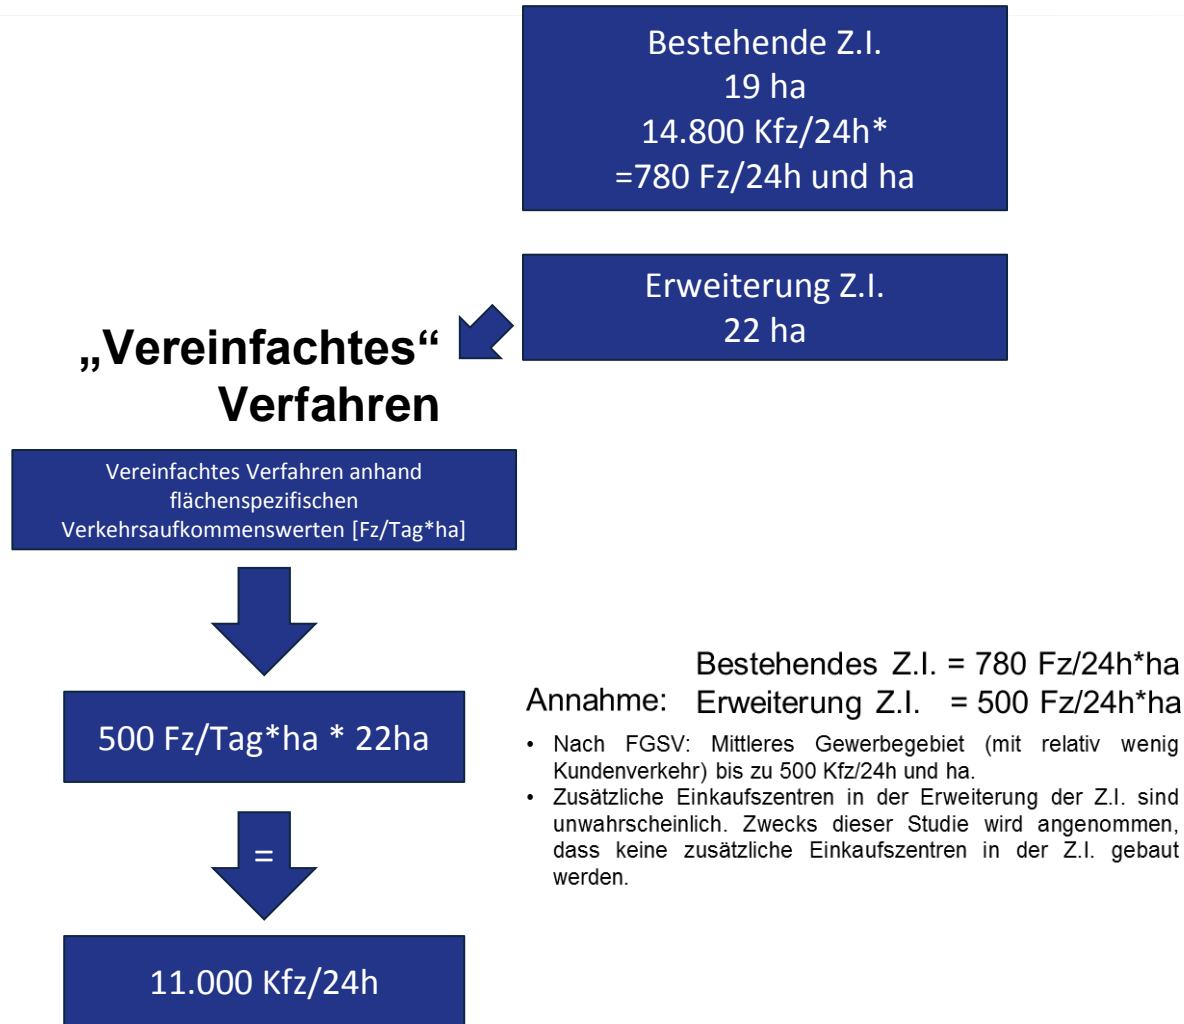 Bestehende Z.I.
19 ha
14.800 Kfz/24h*
=780 Fz/24h und ha
Erweiterung Z.I.
22 ha
„Vereinfachtes“
Verfahren
Vereinfachtes Verfahren anhand
flächenspezifischen
Verkehrsaufkommenswerten [Fz/Tag*ha]
500 Fz/Tag*ha * 22ha
=
11.000 Kfz/24h
Bestehendes Z.I. = 780 Fz/24h*ha
Annahme: Erweiterung Z.I. = 500 Fz/24h*ha
• Nach FGSV: Mittleres Gewerbegebiet (mit relativ wenig
Kundenverkehr) bis zu 500 Kfz/24h und ha.
• Zusätzliche Einkaufszentren in der Erweiterung der Z.I. sind
unwahrscheinlich. Zwecks dieser Studie wird angenommen,
dass keine zusätzliche Einkaufszentren in der Z.I. gebaut
werden.